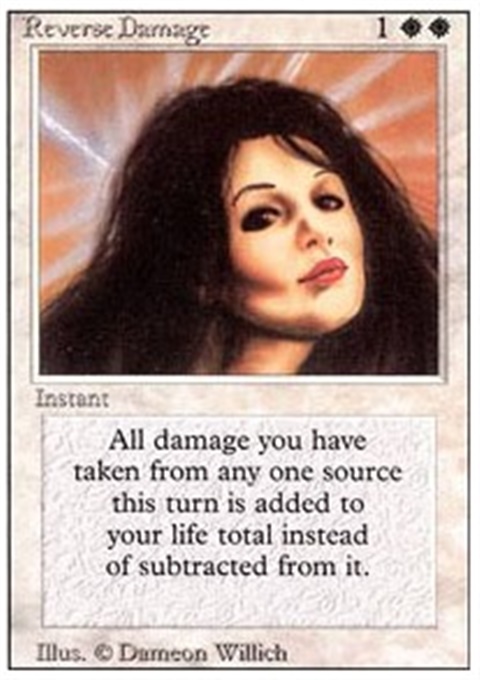 Reverse Damage 1
Instant
All damage you have
taken from any one source
this turn is added to
your life total instead
of subtracted from it.
Illus. © Dameon Willich